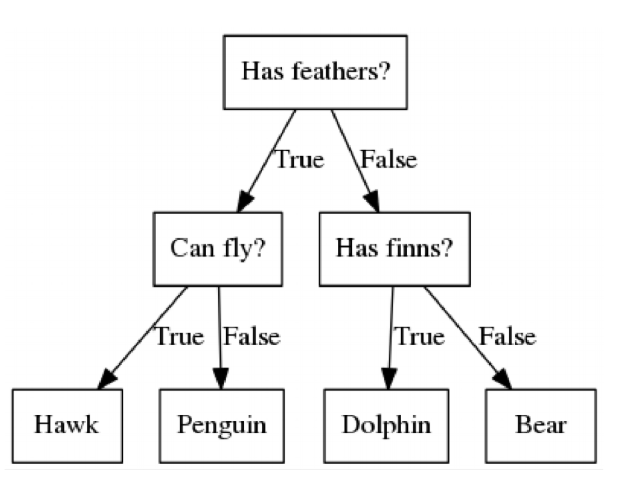 Has feathers?
True
False
Can fly?
Has finns?
True
False
True
False
Hawk
Penguin
Dolphin
Bear